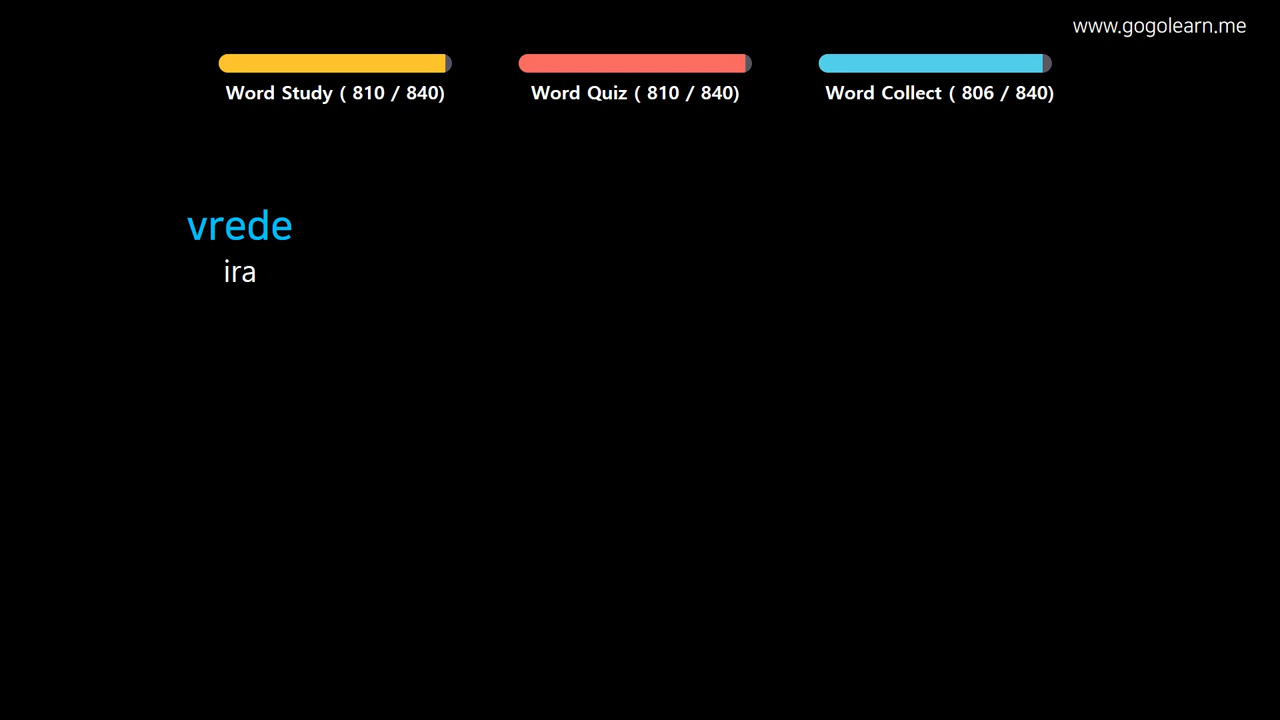 www.gogolearn.me
Word Study ( 810 / 840)
Word Quiz ( 810 / 840)
Word Collect ( 806 / 840)
vrede
ira